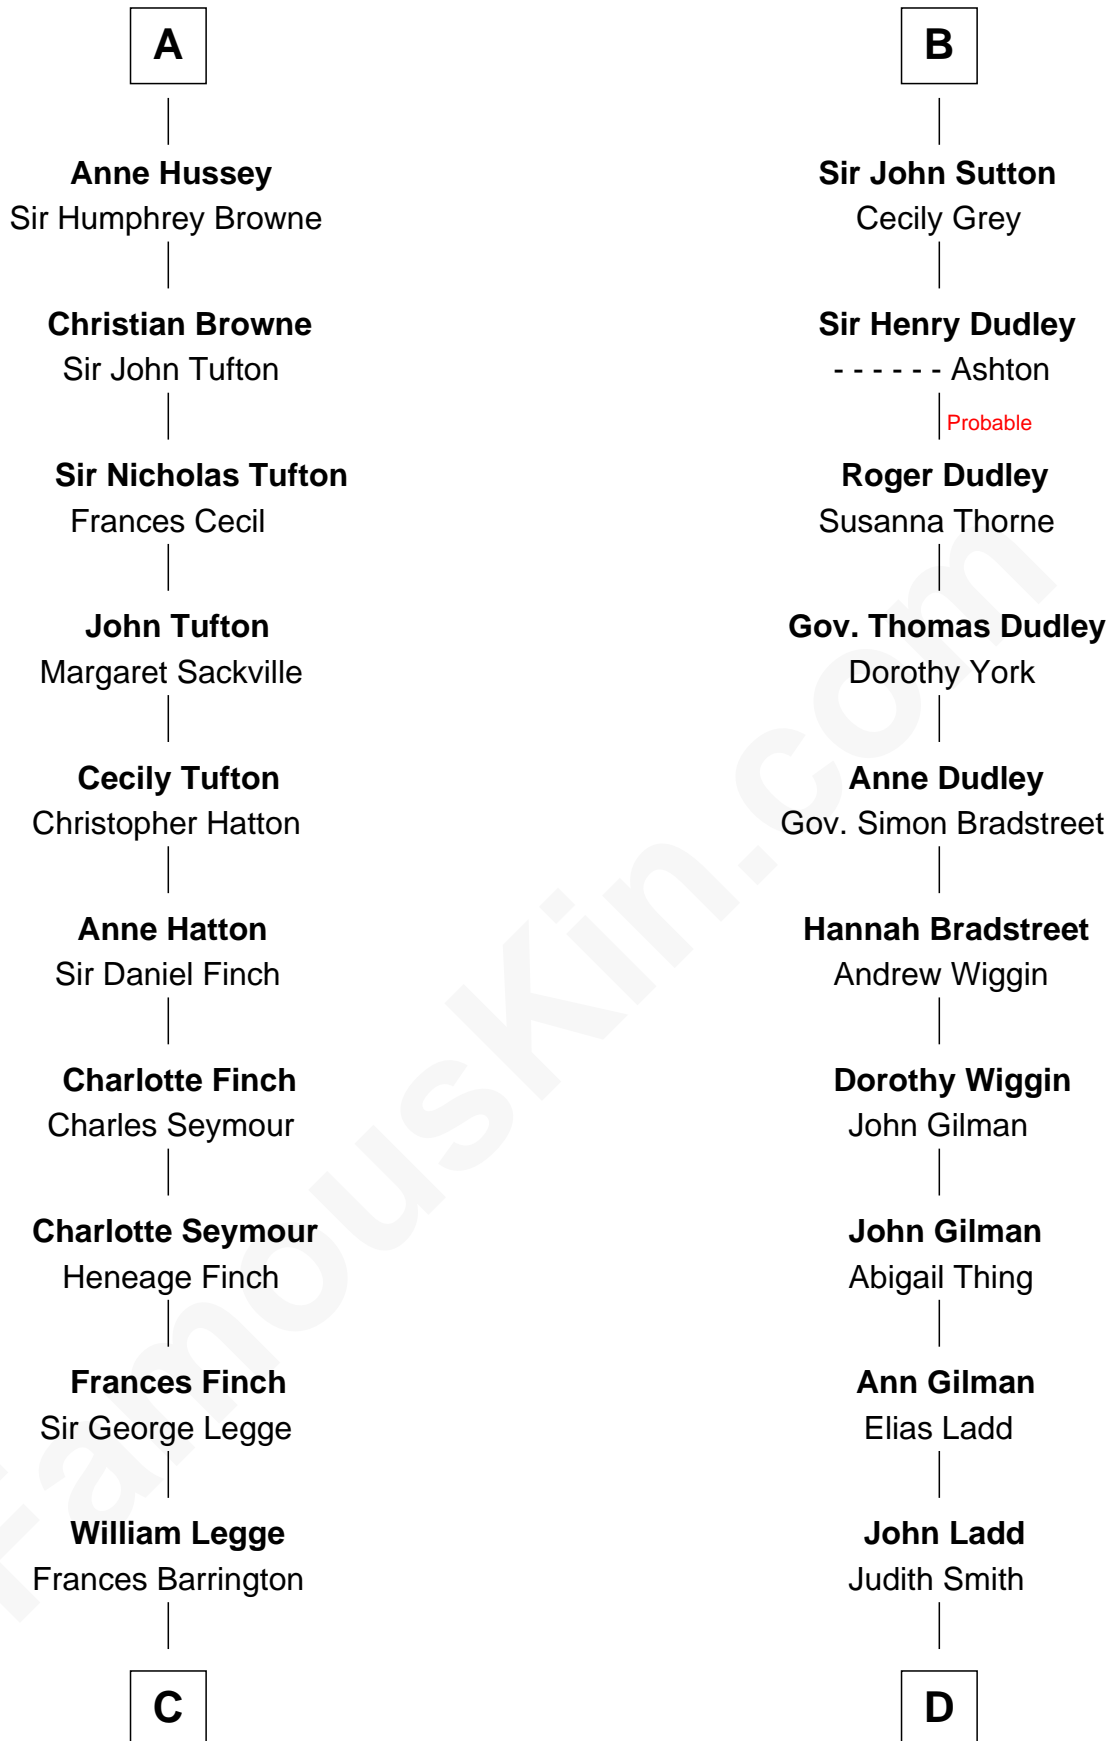 A
Anne Hussey
Sir Humphrey Browne
Christian Browne
Sir John Tufton
Sir Nicholas Tufton
Frances Cecil
John Tufton
Margaret Sackville
Cecily Tufton
Christopher Hatton
Anne Hatton
Sir Daniel Finch
Charlotte Finch
Charles Seymour
Charlotte Seymour
Heneage Finch
Frances Finch
Sir George Legge
William Legge
Frances Barrington
C
B
Sir John Sutton
Cecily Grey
Sir Henry Dudley
- - - - - - Ashton
Probable
Roger Dudley
Susanna Thorne
Gov. Thomas Dudley
Dorothy York
Anne Dudley
Gov. Simon Bradstreet
Hannah Bradstreet
Andrew Wiggin
Dorothy Wiggin
John Gilman
John Gilman
Abigail Thing
Ann Gilman
Elias Ladd
John Ladd
Judith Smith
D
FamousKin.com